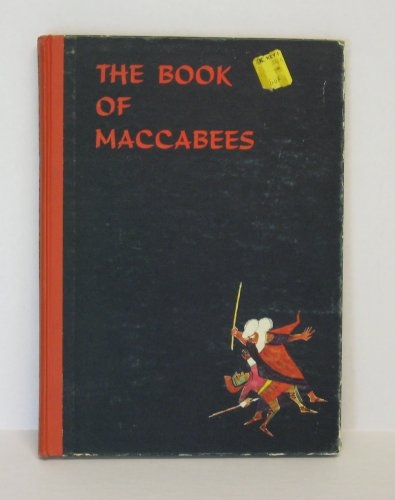 THE BOOK
OF
MACCABEES